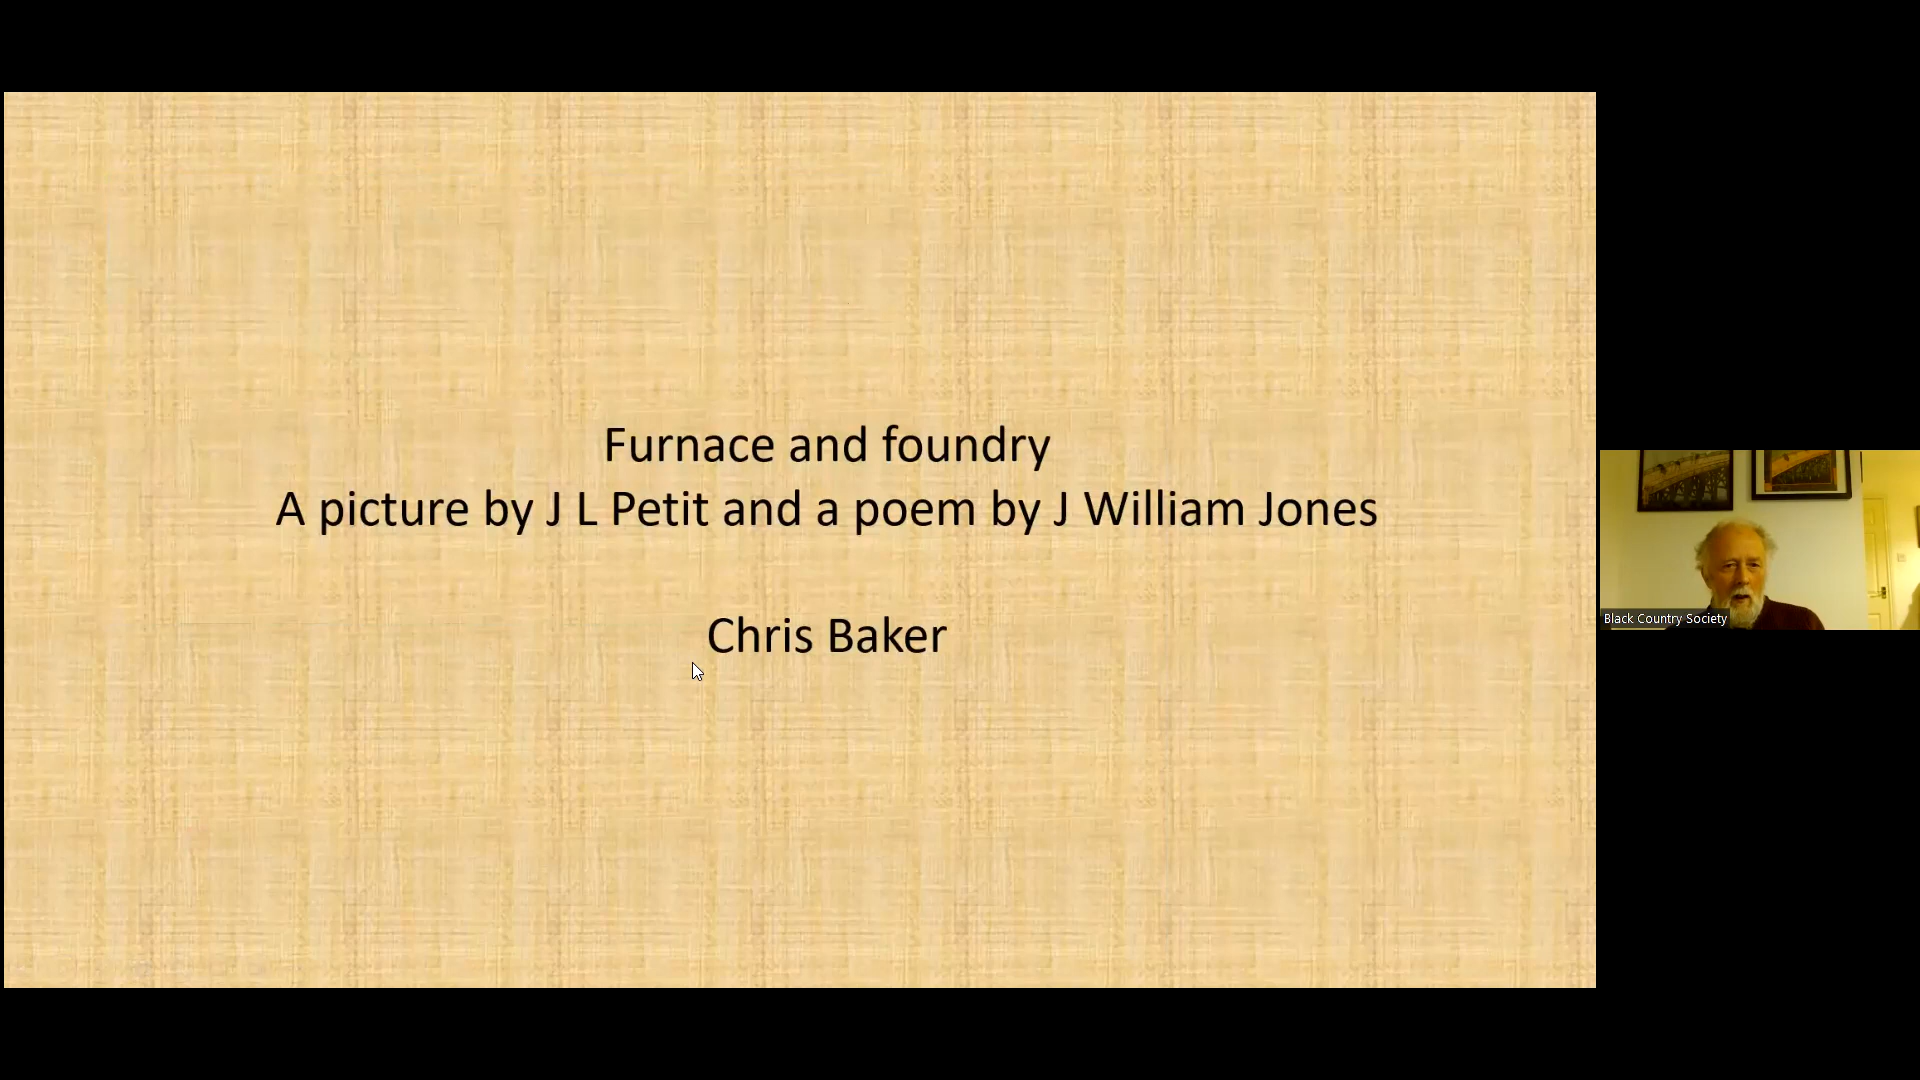 Furnace and foundry
A picture by J L Petit and a poem by J William Jones
Chris Baker
Black Country Society